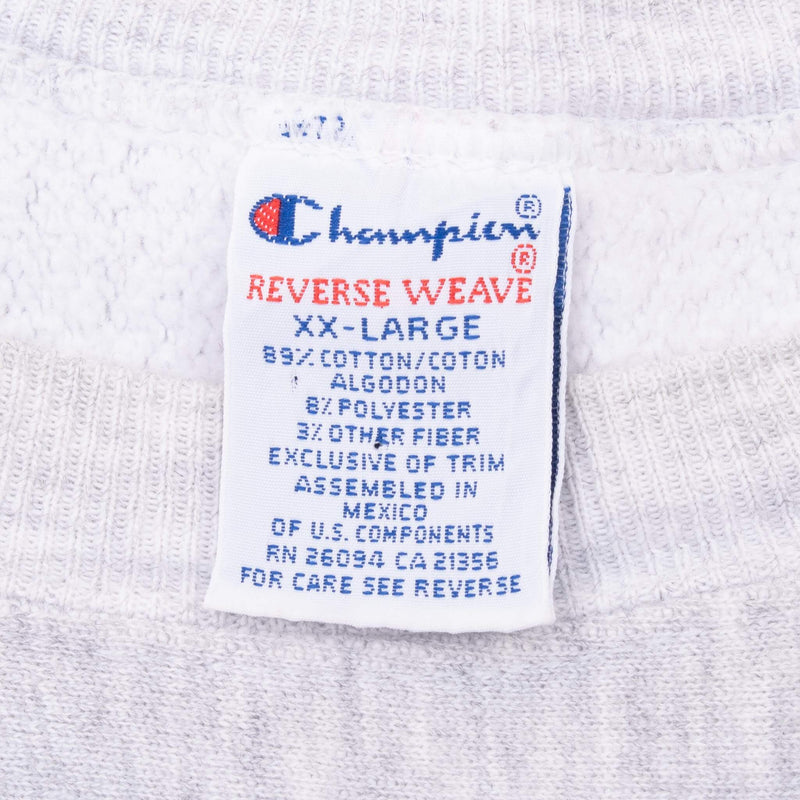 Champion®
®
REVERSE WEAVE
XX-LARGE
89% COTTON/COTON
ALGODON
8% POLYESTER
3% OTHER FIBER
EXCLUSIVE OF TRIM
ASSEMBLED IN
MEXICO
OF U.S. COMPONENTS
RN 26094 CA 21356
FOR CARE SEE REVERSE